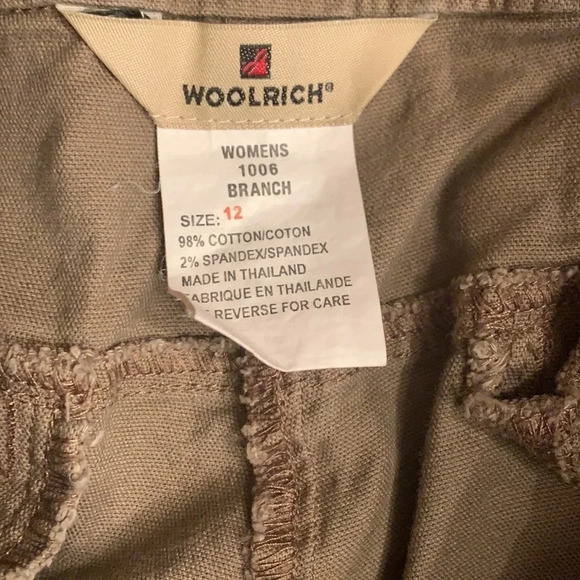 WOOLRICH®
WOMENS
1006
BRANCH
SIZE: 12
98% COTTON/COTON
2% SPANDEX/SPANDEX
MADE IN THAILAND
FABRIQUE EN THAILANDE
REVERSE FOR CARE